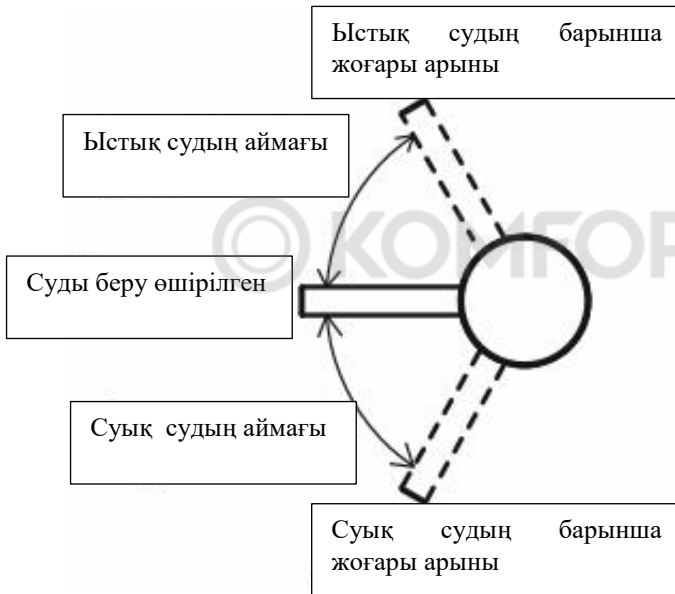 Ыстық судың барынша
жоғары арыны
Ыстық судың аймағы
© KOMFOR
Суды беру өшірілген
Суық судың аймағы
Суық судың барынша
жоғары арыны